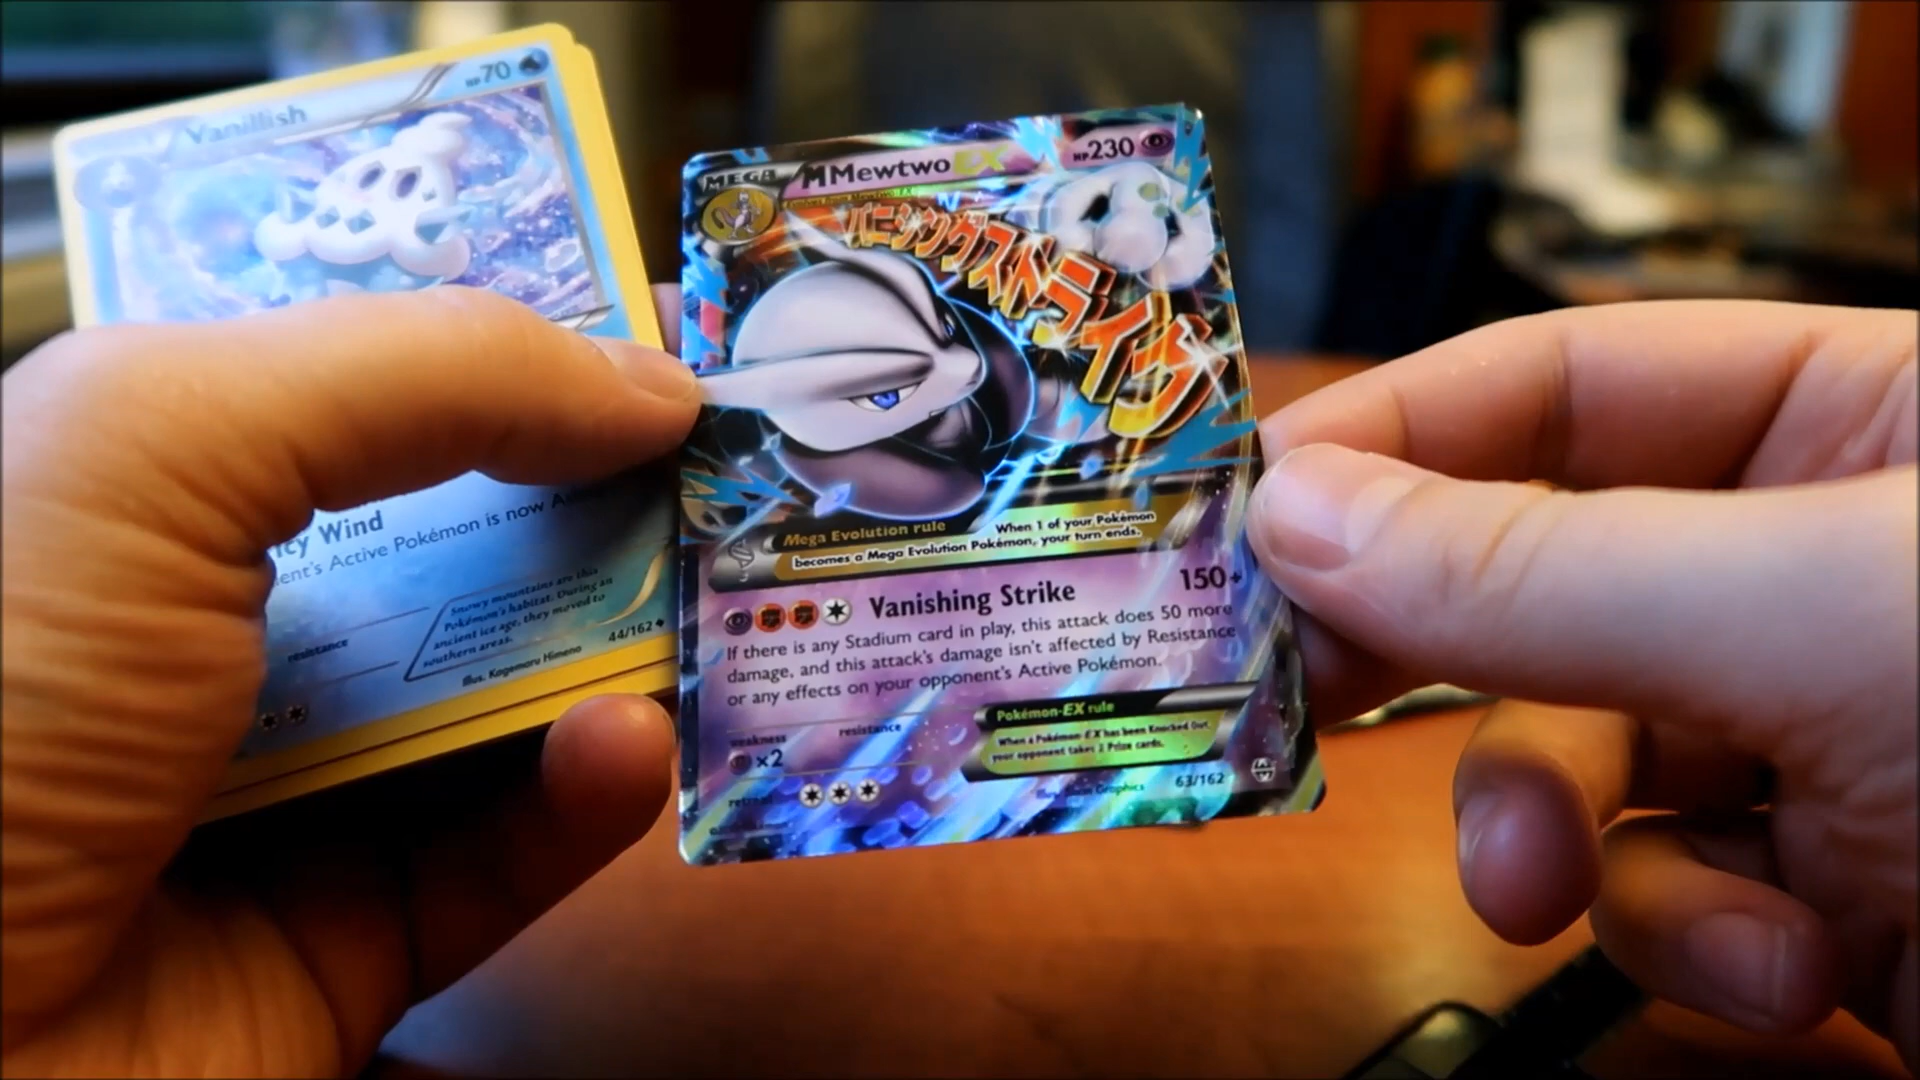 Vanillish
HP70
Icy Wind
ent's Active Pokémon is now A
Snowy mountains are this
Pokémon's habitat. During an
ancient ice age, they moved to
southern areas.
resistance
Illus. Kagemaru Himeno
44/162
MEGA
M Mewtwo EX
HP230
バニシングストライク
Mega Evolution rule
When 1 of your Pokémon
becomes a Mega Evolution Pokémon, your turn ends.
Vanishing Strike
150+
If there is any Stadium card in play, this attack does 50 more
damage, and this attack's damage isn't affected by Resistance
or any effects on your opponent's Active Pokémon.
weakness
×2
resistance
retreat
Pokémon-EX rule
When a Pokémon-EX has been Knocked Out,
your opponent takes 2 Prize cards.
63/162